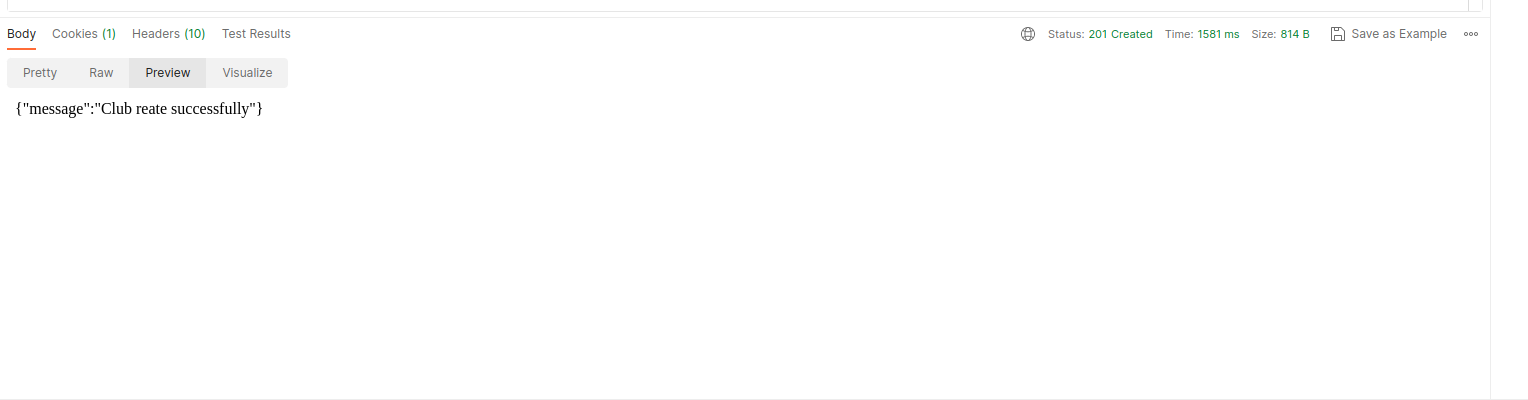 Body Cookies (1) Headers (10) Test Results Status: 201 Created Time: 1581 ms Size: 814 B Save as Example
Pretty Raw Preview Visualize
{"message":"Club reate successfully"}